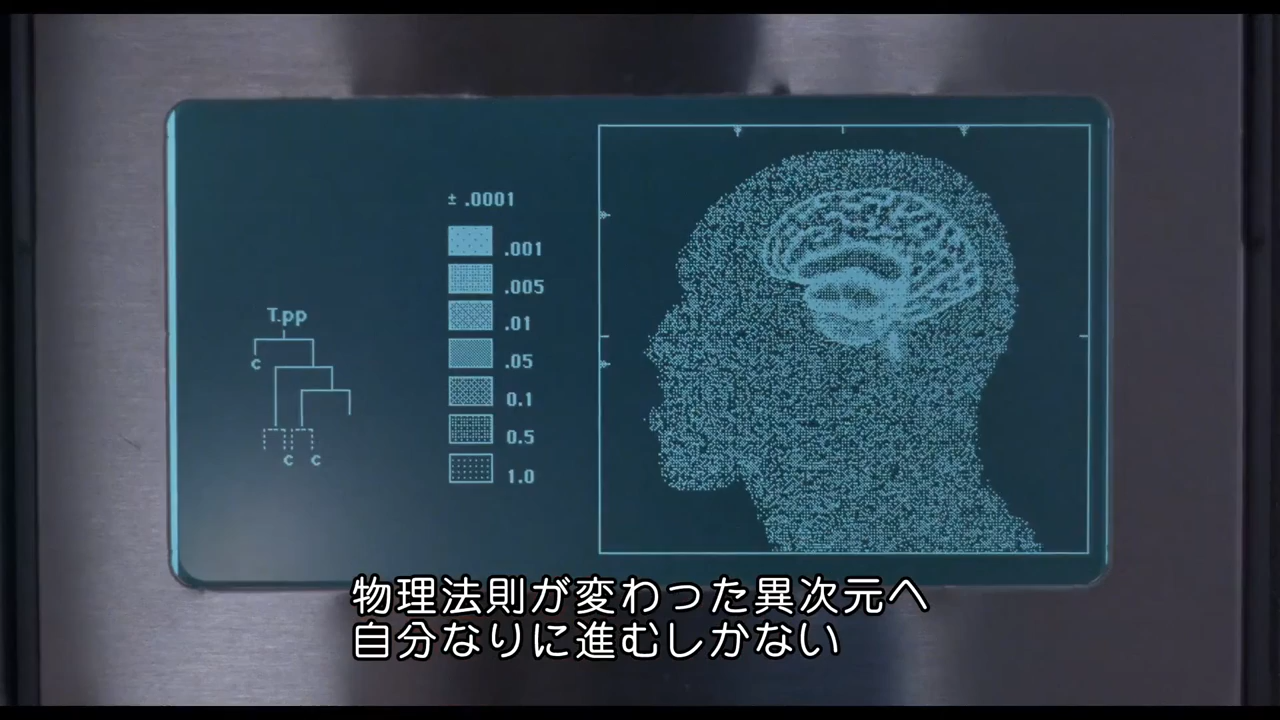 ± .0001
.001
.005
.01
.05
0.1
0.5
1.0
T.pp
c
c c
物理法則が変わった異次元へ
自分なりに進むしかない